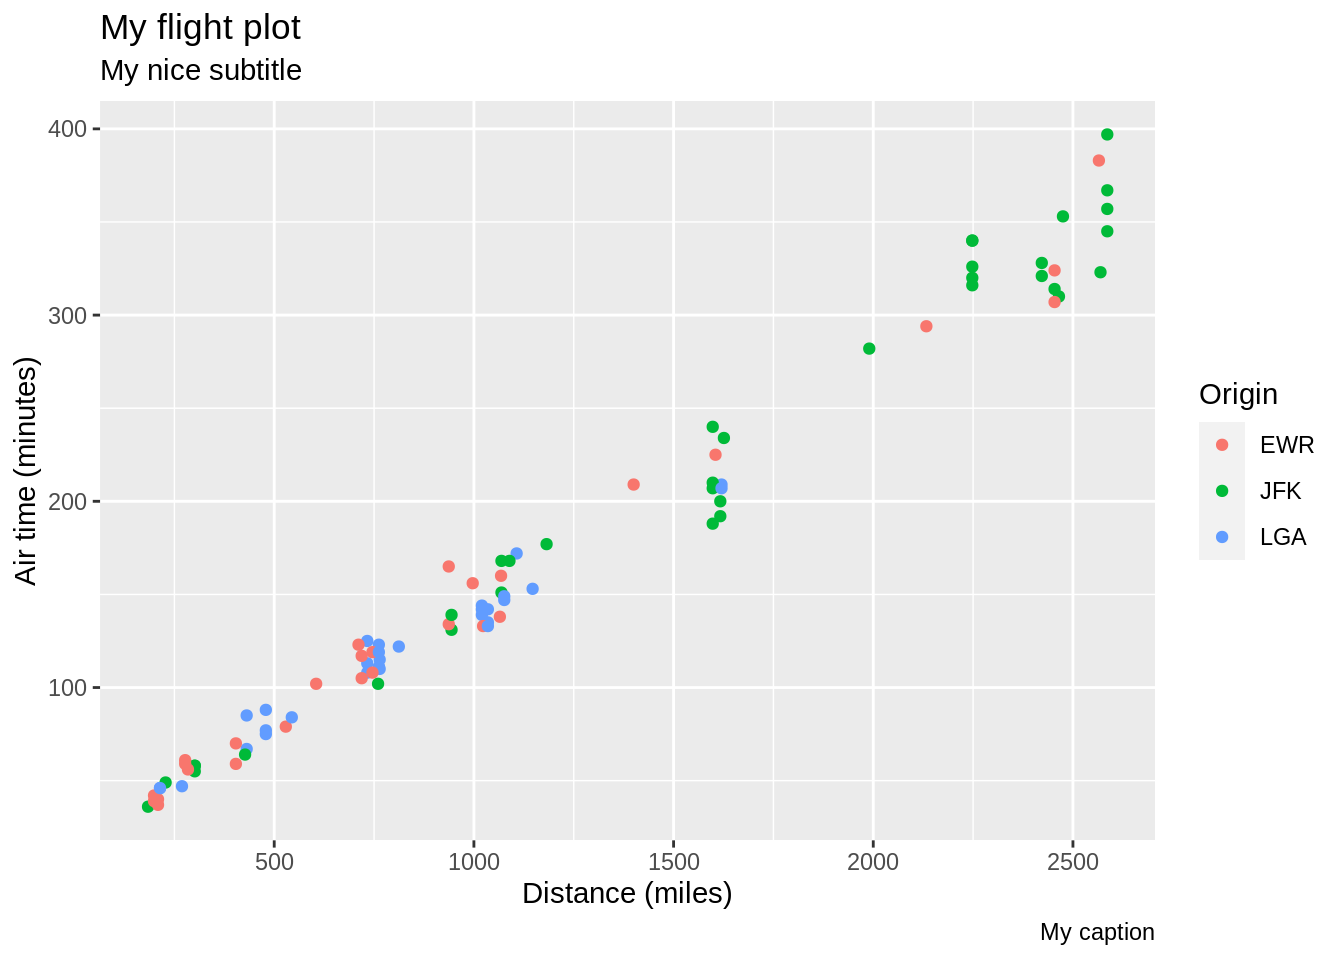 My flight plot
My nice subtitle
400
300
200
100
Air time (minutes)
500 1000 1500 2000 2500
Distance (miles)
Origin
EWR
JFK
LGA
My caption